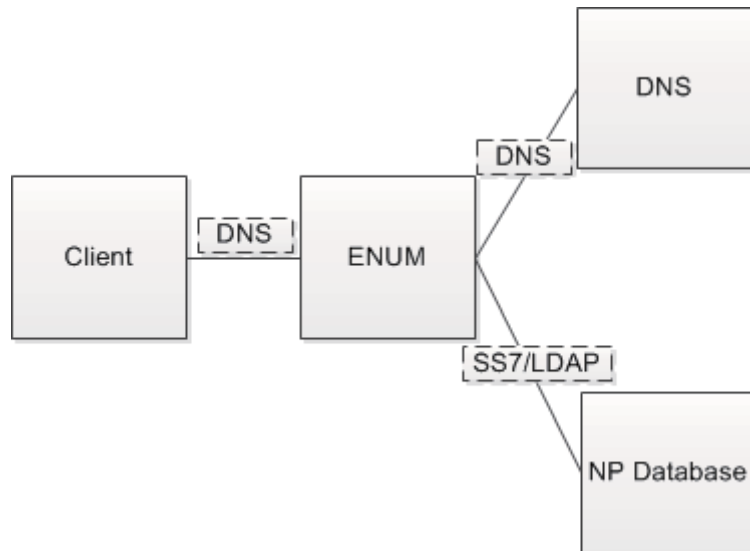 DNS
DNS
Client
DNS
ENUM
SS7/LDAP
NP Database